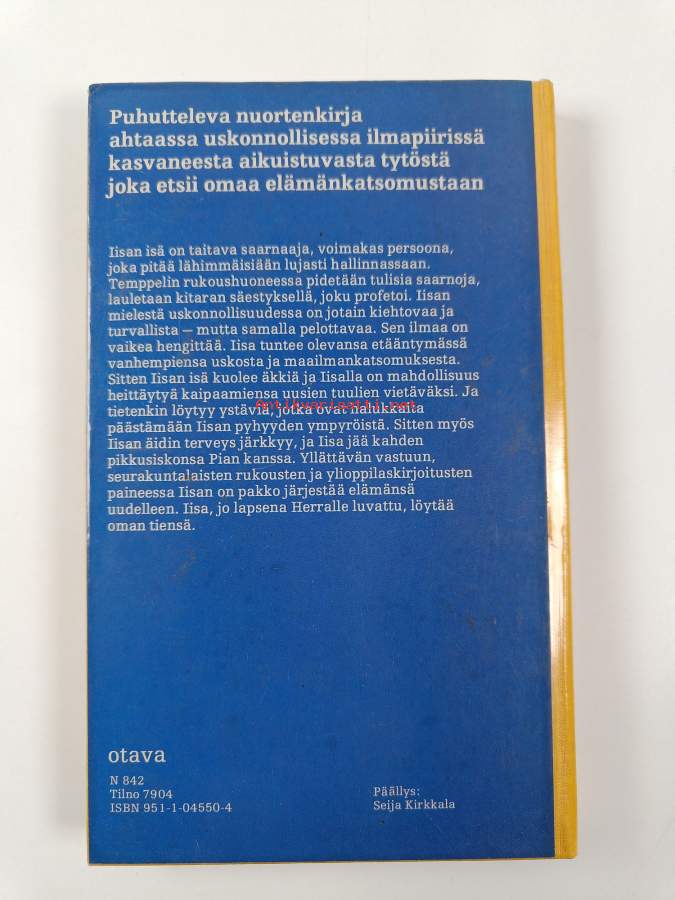 Puhutteleva nuortenkirja
ahtaassa uskonnollisessa ilmapiirissä
kasvaneesta aikuistuvasta tytöstä
joka etsii omaa elämänkatsomustaan
Iisan isä on taitava saarnaaja, voimakas persoona,
joka pitää lähimmäisiään lujasti hallinnassaan.
Temppelin rukoushuoneessa pidetään tulisia saarnoja,
lauletaan kitaran säestyksellä, joku profetoi. Iisan
mielestä uskonnollisuudessa on jotain kiehtovaa ja
turvallista – mutta samalla pelottavaa. Sen ilmaa on
vaikea hengittää. Iisa tuntee olevansa etääntymässä
vanhempiensa uskosta ja maailmankatsomuksesta.
Sitten Iisan isä kuolee äkkiä ja Iisalla on mahdollisuus
heittäytyä kaipaamiensa uusien tuulien vietäväksi. Ja
tietenkin löytyy ystäviä, jotka ovat halukkaita
Antikvariaatti.net
päästämään Iisan pyhyyden ympyröistä. Sitten myös
Iisan äidin terveys järkkyy, ja Iisa jää kahden
pikkusiskonsa Pian kanssa. Yllättävän vastuun,
seurakuntalaisten rukousten ja ylioppilaskirjoitusten
paineessa Iisan on pakko järjestää elämänsä
uudelleen. Iisa, jo lapsena Herralle luvattu, löytää
oman tiensä.
otava
N 842
Tilno 7904
ISBN 951-1-04550-4
Päällys:
Seija Kirkkala